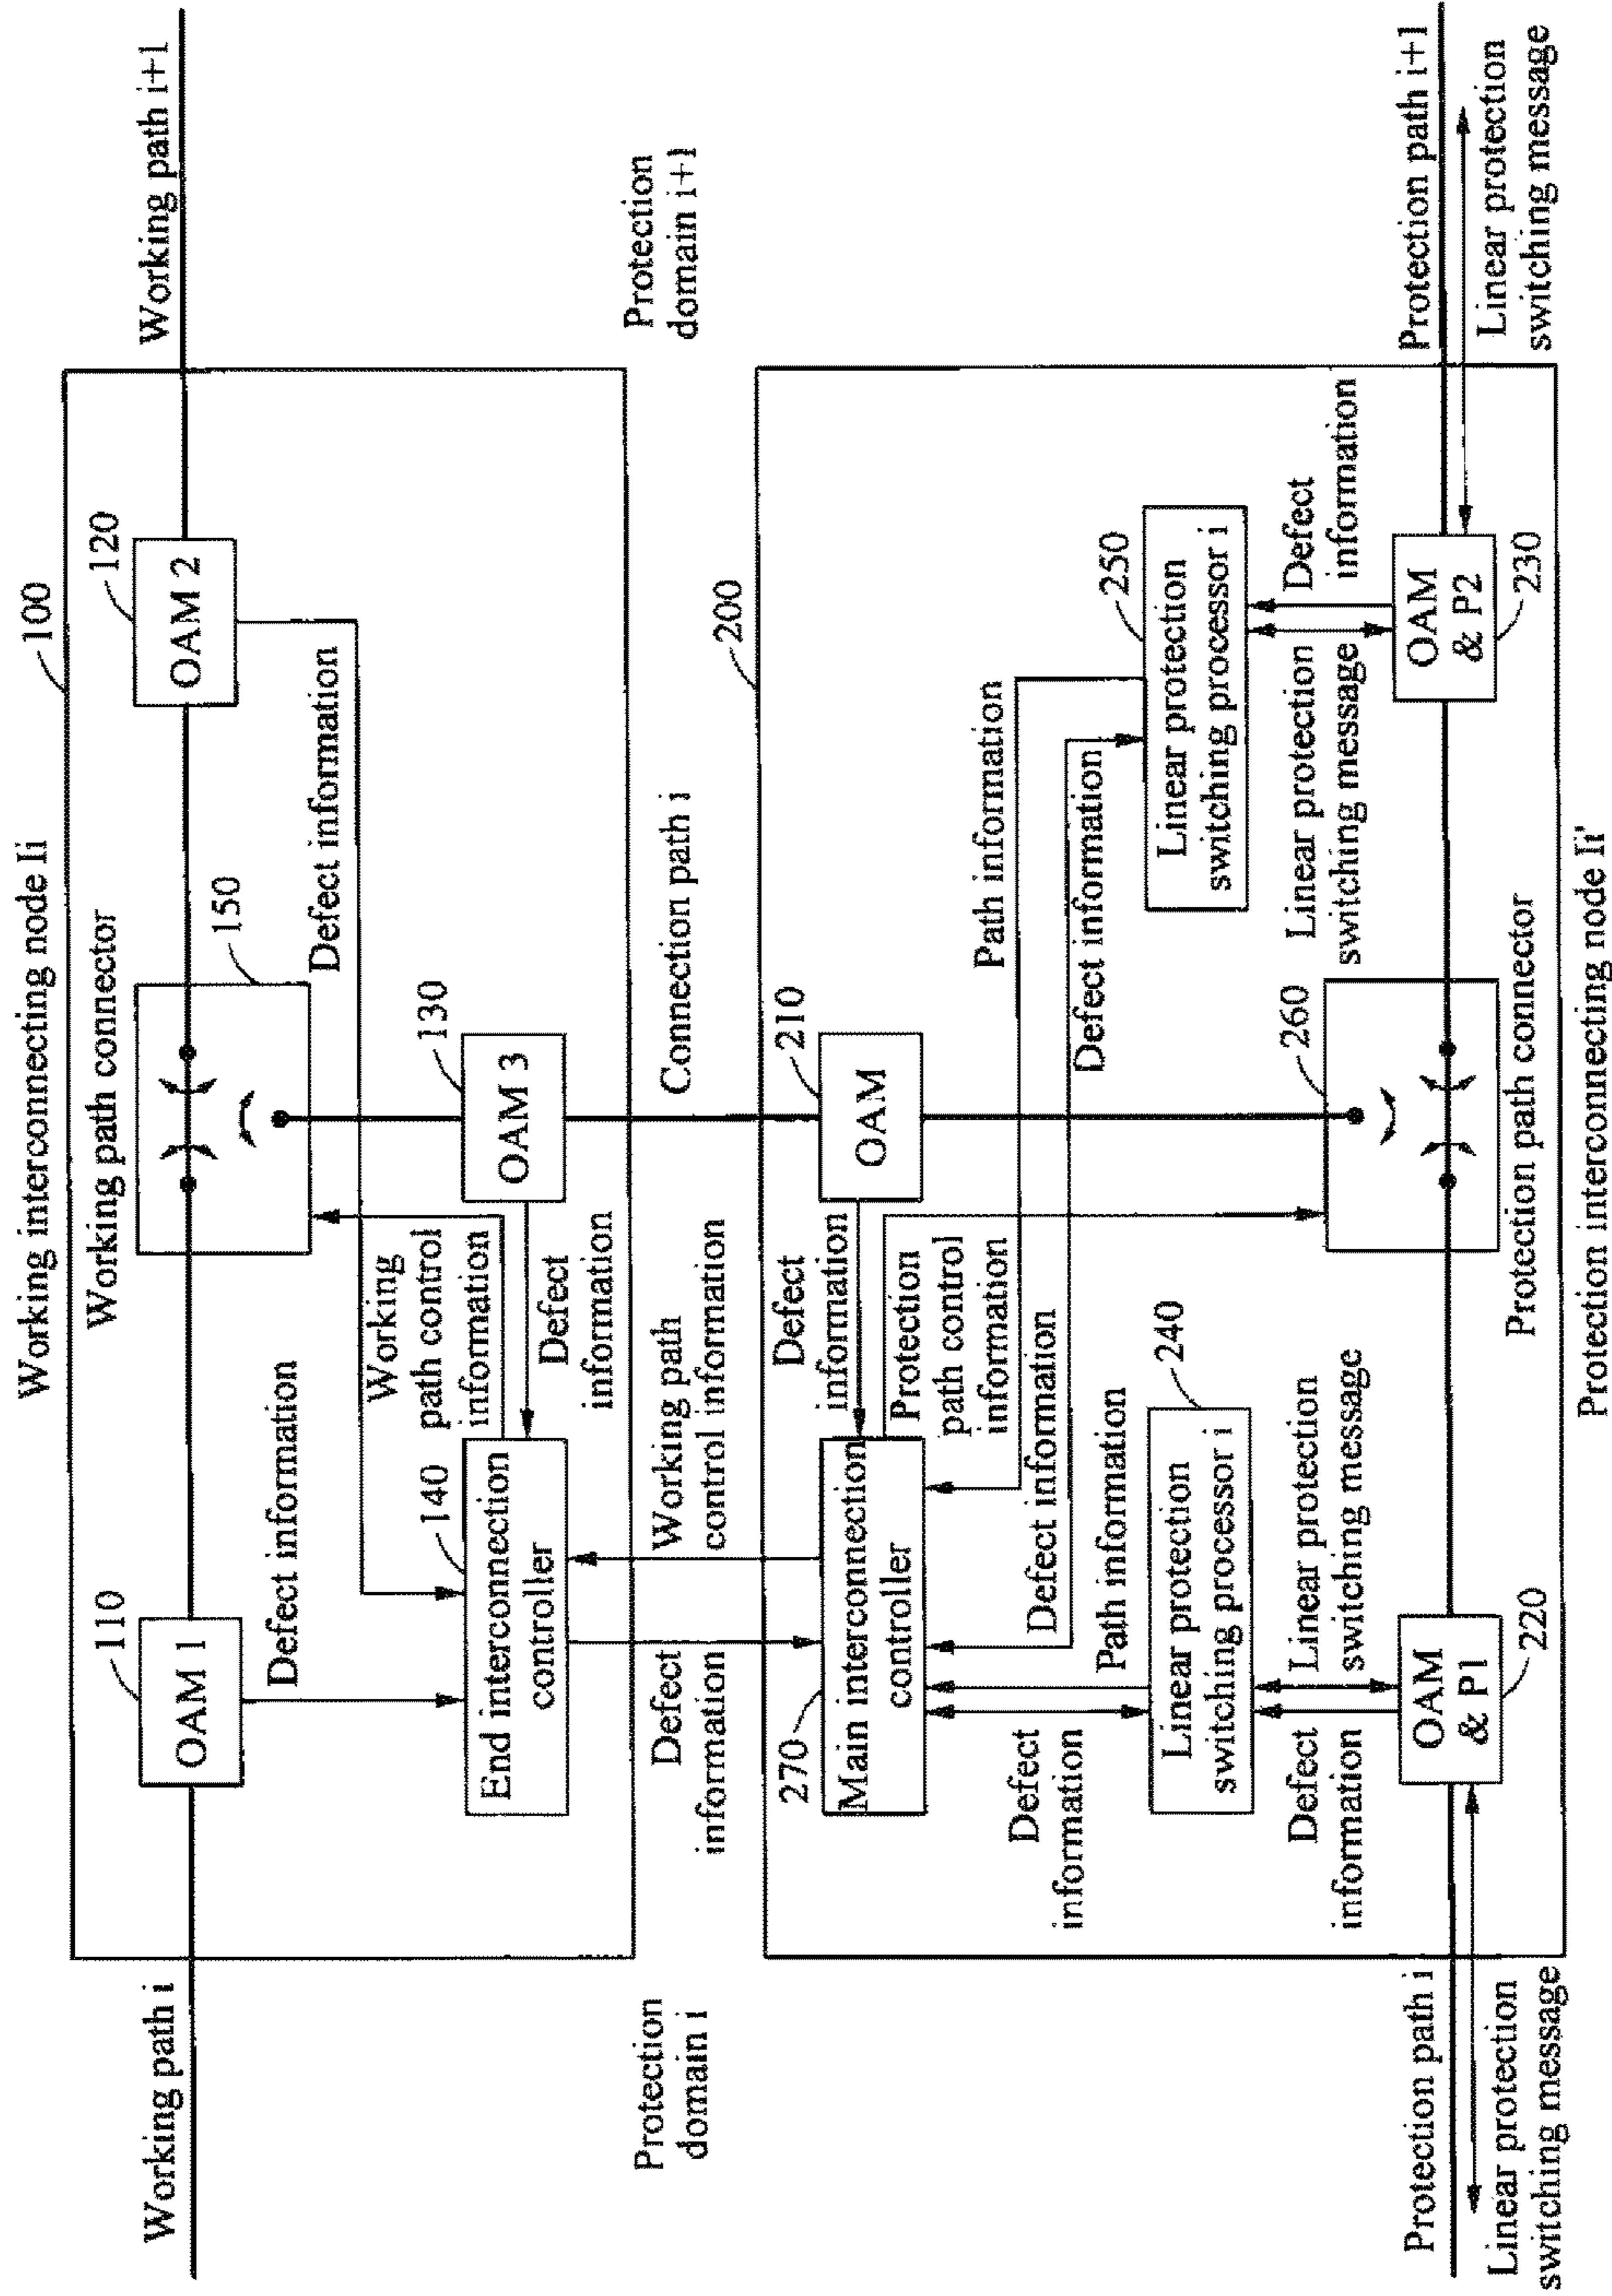 Working interconnecting node Ii
100
Working path connector
Working path i
110
OAM 1
150
120
OAM 2
Working path i+1
Defect information
Defect information
Working
path control
information
140
End interconnection
controller
130
OAM 3
Defect
information
Protection
domain i
Defect
information
Working path
control information
Connection path i
Protection
domain i+1
200
270
Main interconnection
controller
Defect
information
210
OAM
Protection
path control
information
Path information
Defect information
Defect information
Defect
information
Path information
240
Linear protection
switching processor i
250
Linear protection
switching processor i
Defect
information
Linear protection
switching message
260
Linear protection
switching message
Defect
information
Protection path i
OAM
& P1
220
OAM
& P2
230
Protection path i+1
Linear protection
switching message
Protection path connector
Linear protection
switching message
Protection interconnecting node Ii'